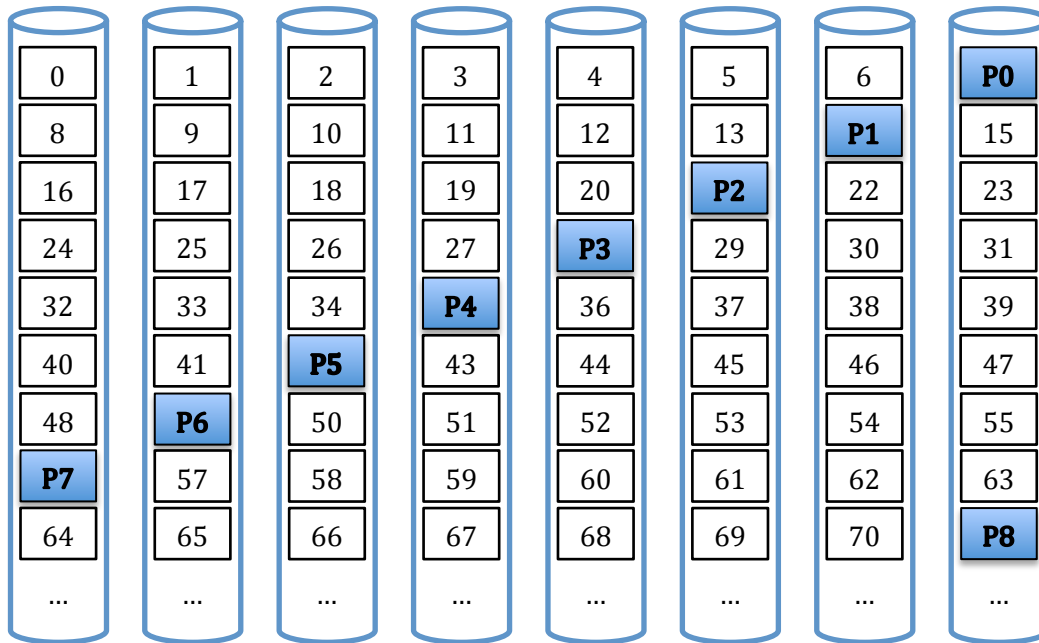 0 1 2 3 4 5 6 P0
8 9 10 11 12 13 P1 15
16 17 18 19 20 P2 22 23
24 25 26 27 P3 29 30 31
32 33 34 P4 36 37 38 39
40 41 P5 43 44 45 46 47
48 P6 50 51 52 53 54 55
P7 57 58 59 60 61 62 63
64 65 66 67 68 69 70 P8
... ... ... ... ... ... ... ...